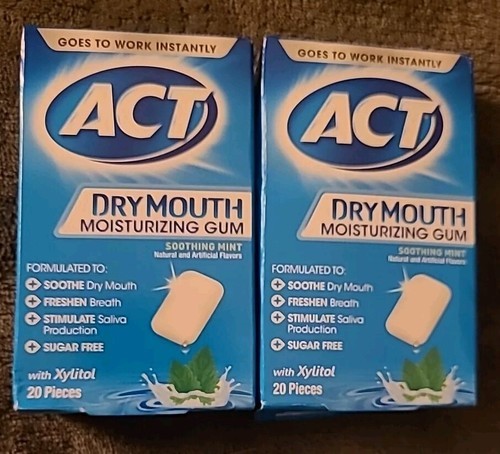 GOES TO WORK INSTANTLY
ACT
DRY MOUTH
MOISTURIZING GUM
SOOTHING MINT
Natural and Artificial Flavors
FORMULATED TO:
SOOTHE Dry Mouth
FRESHEN Breath
STIMULATE Saliva
Production
SUGAR FREE
with Xylitol
20 Pieces
GOES TO WORK INSTANTLY
ACT
DRY MOUTH
MOISTURIZING GUM
SOOTHING MINT
Natural and Artificial Flavors
FORMULATED TO:
SOOTHE Dry Mouth
FRESHEN Breath
STIMULATE Saliva
Production
SUGAR FREE
with Xylitol
20 Pieces